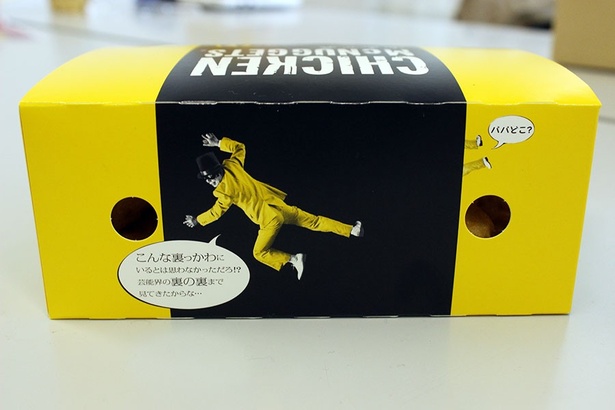 CHICKEN
McNUGGETS
パパどこ?
こんな裏っかわに
いるとは思わなかっただろ!?
芸能界の裏の裏まで
見てきたからな…